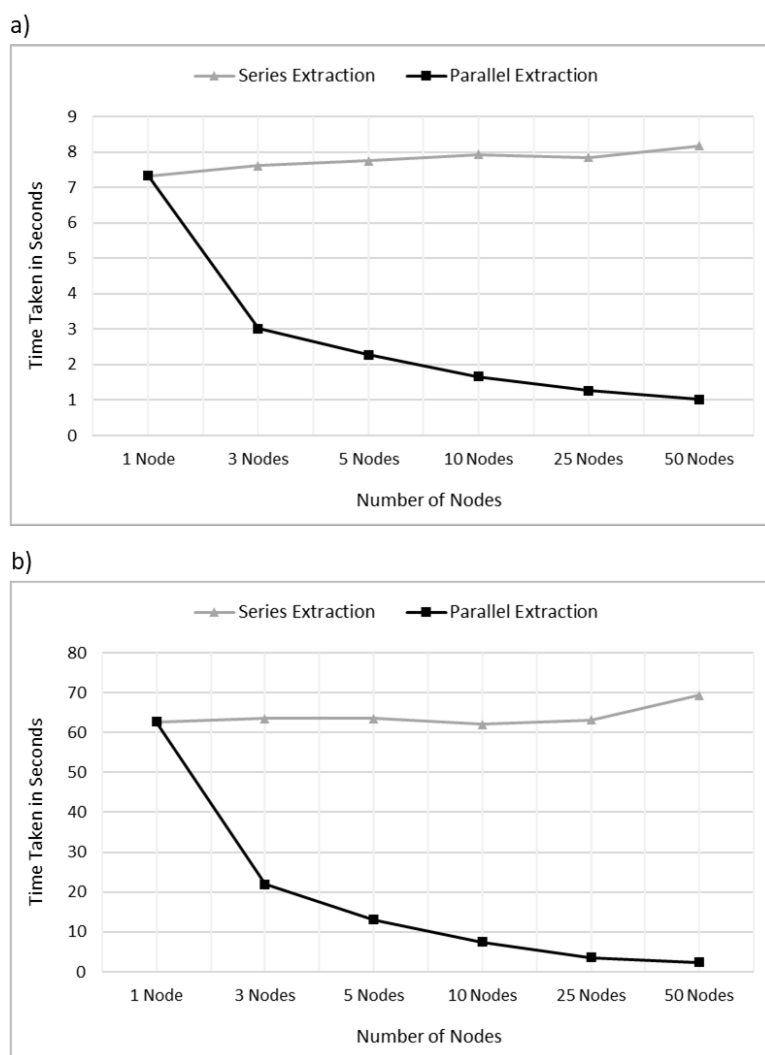 a)
Series Extraction Parallel Extraction
9
8
7
6
5
4
3
2
1
0
Time Taken in Seconds
1 Node 3 Nodes 5 Nodes 10 Nodes 25 Nodes 50 Nodes
Number of Nodes
b)
Series Extraction Parallel Extraction
80
70
60
50
40
30
20
10
0
Time Taken in Seconds
1 Node 3 Nodes 5 Nodes 10 Nodes 25 Nodes 50 Nodes
Number of Nodes